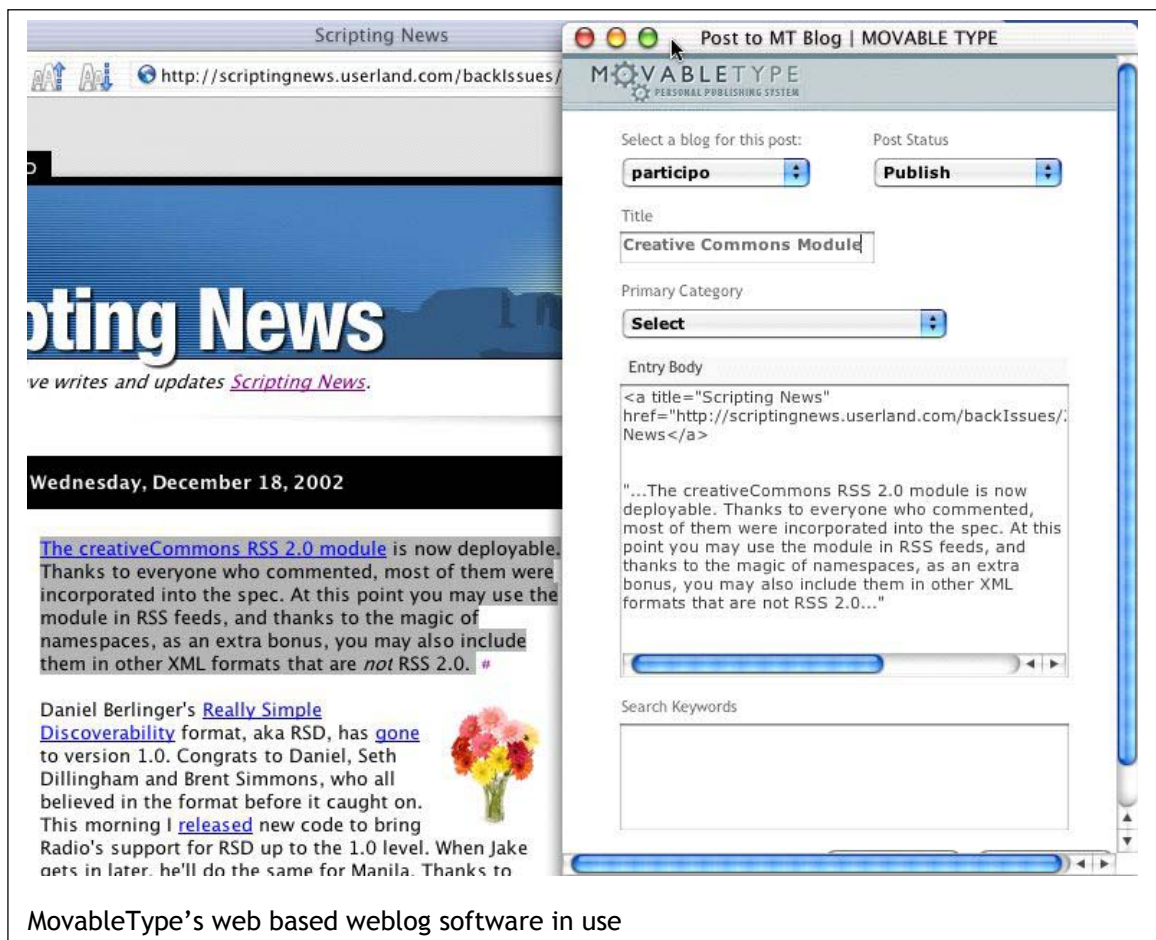 Scripting News
http://scriptingnews.userland.com/backIssues/
pting News
ve writes and updates Scripting News.
Wednesday, December 18, 2002
The creativeCommons RSS 2.0 module is now deployable.
Thanks to everyone who commented, most of them were
incorporated into the spec. At this point you may use the
module in RSS feeds, and thanks to the magic of
namespaces, as an extra bonus, you may also include
them in other XML formats that are not RSS 2.0. #
Daniel Berlinger's Really Simple
Discoverability format, aka RSD, has gone
to version 1.0. Congrats to Daniel, Seth
Dillingham and Brent Simmons, who all
believed in the format before it caught on.
This morning I released new code to bring
Radio's support for RSD up to the 1.0 level. When Jake
gets in later, he'll do the same for Manila. Thanks to
Post to MT Blog | MOVABLE TYPE
MOVABLETYPE
PERSONAL PUBLISHING SYSTEM
Select a blog for this post:
Post Status
participo
Publish
Title
Creative Commons Module
Primary Category
Select
Entry Body
<a title="Scripting News"
href="http://scriptingnews.userland.com/backIssues/
News</a>
"...The creativeCommons RSS 2.0 module is now
deployable. Thanks to everyone who commented,
most of them were incorporated into the spec. At this
point you may use the module in RSS feeds, and
thanks to the magic of namespaces, as an extra
bonus, you may also include them in other XML
formats that are not RSS 2.0..."
Search Keywords
MovableType’s web based weblog software in use